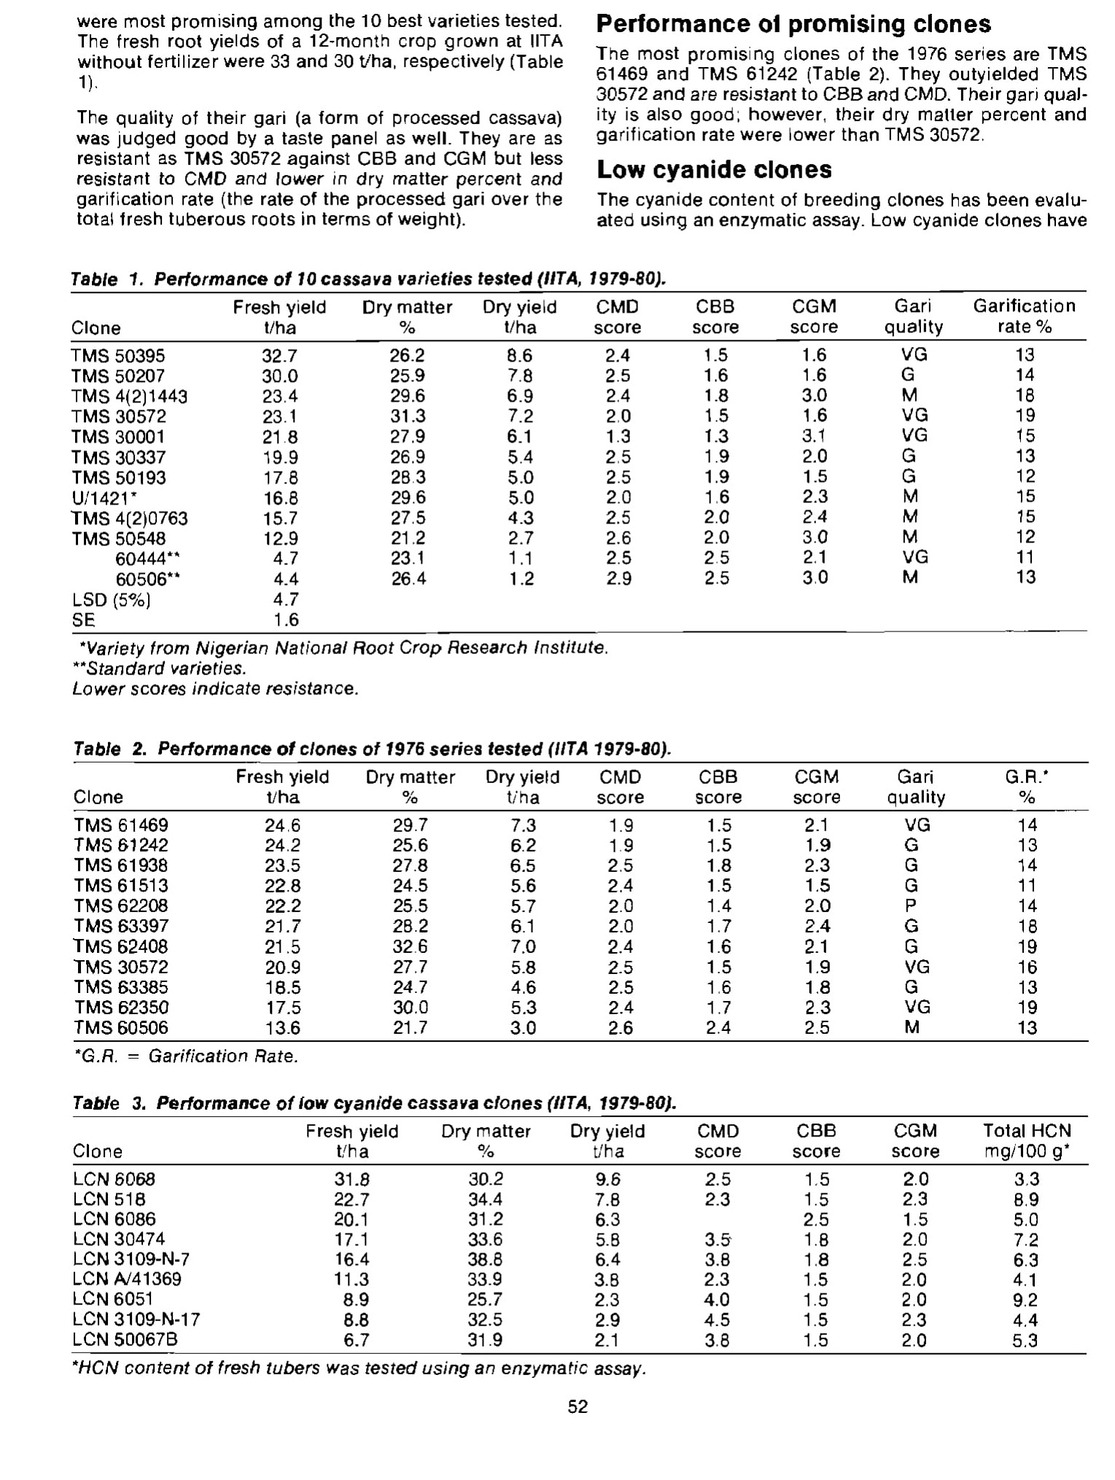 were most promising among the 10 best varieties tested.
The fresh root yields of a 12-month crop grown at IITA
without fertilizer were 33 and 30 t/ha, respectively (Table
1).
The quality of their gari (a form of processed cassava)
was judged good by a taste panel as well. They are as
resistant as TMS 30572 against CBB and CGM but less
resistant to CMD and lower in dry matter percent and
garification rate (the rate of the processed gari over the
total fresh tuberous roots in terms of weight).
Performance of promising clones
The most promising clones of the 1976 series are TMS
61469 and TMS 61242 (Table 2). They outyielded TMS
30572 and are resistant to CBB and CMD. Their gari qual-
ity is also good; however, their dry matter percent and
garification rate were lower than TMS 30572.
Low cyanide clones
The cyanide content of breeding clones has been evalu-
ated using an enzymatic assay. Low cyanide clones have
Table 1. Performance of 10 cassava varieties tested (IITA, 1979-80).
Fresh yield Dry matter Dry yield CMD CBB CGM Gari Garification
Clone t/ha % t/ha score score score quality rate %
TMS 50395 32.7 26.2 8.6 2.4 1.5 1.6 VG 13
TMS 50207 30.0 25.9 7.8 2.5 1.6 1.6 G 14
TMS 4(2)1443 23.4 29.6 6.9 2.4 1.8 3.0 M 18
TMS 30572 23.1 31.3 7.2 2.0 1.5 1.6 VG 19
TMS 30001 21.8 27.9 6.1 1.3 1.3 3.1 VG 15
TMS 30337 19.9 26.9 5.4 2.5 1.9 2.0 G 13
TMS 50193 17.8 28.3 5.0 2.5 1.9 1.5 G 12
U/1421* 16.8 29.6 5.0 2.0 1.6 2.3 M 15
TMS 4(2)0763 15.7 27.5 4.3 2.5 2.0 2.4 M 15
TMS 50548 12.9 21.2 2.7 2.6 2.0 3.0 M 12
60444** 4.7 23.1 1.1 2.5 2.5 2.1 VG 11
60506** 4.4 26.4 1.2 2.9 2.5 3.0 M 13
LSD (5%) 4.7
SE 1.6
*Variety from Nigerian National Root Crop Research Institute.
**Standard varieties.
Lower scores indicate resistance.
Table 2. Performance of clones of 1976 series tested (IITA 1979-80).
Fresh yield Dry matter Dry yield CMD CBB CGM Gari G.R.*
Clone t/ha % t/ha score score score quality %
TMS 61469 24.6 29.7 7.3 1.9 1.5 2.1 VG 14
TMS 61242 24.2 25.6 6.2 1.9 1.5 1.9 G 13
TMS 61938 23.5 27.8 6.5 2.5 1.8 2.3 G 14
TMS 61513 22.8 24.5 5.6 2.4 1.5 1.5 G 11
TMS 62208 22.2 25.5 5.7 2.0 1.4 2.0 P 14
TMS 63397 21.7 28.2 6.1 2.0 1.7 2.4 G 18
TMS 62408 21.5 32.6 7.0 2.4 1.6 2.1 G 19
TMS 30572 20.9 27.7 5.8 2.5 1.5 1.9 VG 16
TMS 63385 18.5 24.7 4.6 2.5 1.6 1.8 G 13
TMS 62350 17.5 30.0 5.3 2.4 1.7 2.3 VG 19
TMS 60506 13.6 21.7 3.0 2.6 2.4 2.5 M 13
*G.R. = Garification Rate.
Table 3. Performance of low cyanide cassava clones (IITA, 1979-80).
Fresh yield Dry matter Dry yield CMD CBB CGM Total HCN
Clone t/ha % t/ha score score score mg/100 g*
LCN 6068 31.8 30.2 9.6 2.5 1.5 2.0 3.3
LCN 518 22.7 34.4 7.8 2.3 1.5 2.3 8.9
LCN 6086 20.1 31.2 6.3 2.5 1.5 5.0
LCN 30474 17.1 33.6 5.8 3.5 1.8 2.0 7.2
LCN 3109-N-7 16.4 38.8 6.4 3.8 1.8 2.5 6.3
LCN A/41369 11.3 33.9 3.8 2.3 1.5 2.0 4.1
LCN 6051 8.9 25.7 2.3 4.0 1.5 2.0 9.2
LCN 3109-N-17 8.8 32.5 2.9 4.5 1.5 2.3 4.4
LCN 50067B 6.7 31.9 2.1 3.8 1.5 2.0 5.3
*HCN content of fresh tubers was tested using an enzymatic assay.
52